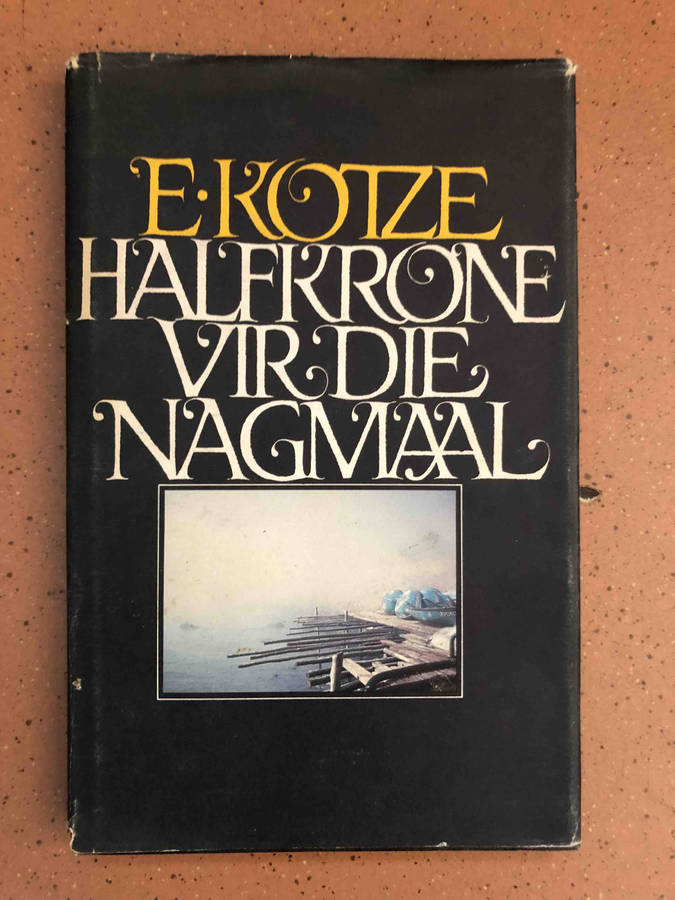 E·KOTZE
HALFKRONE
VIR DIE
NAGMAAL